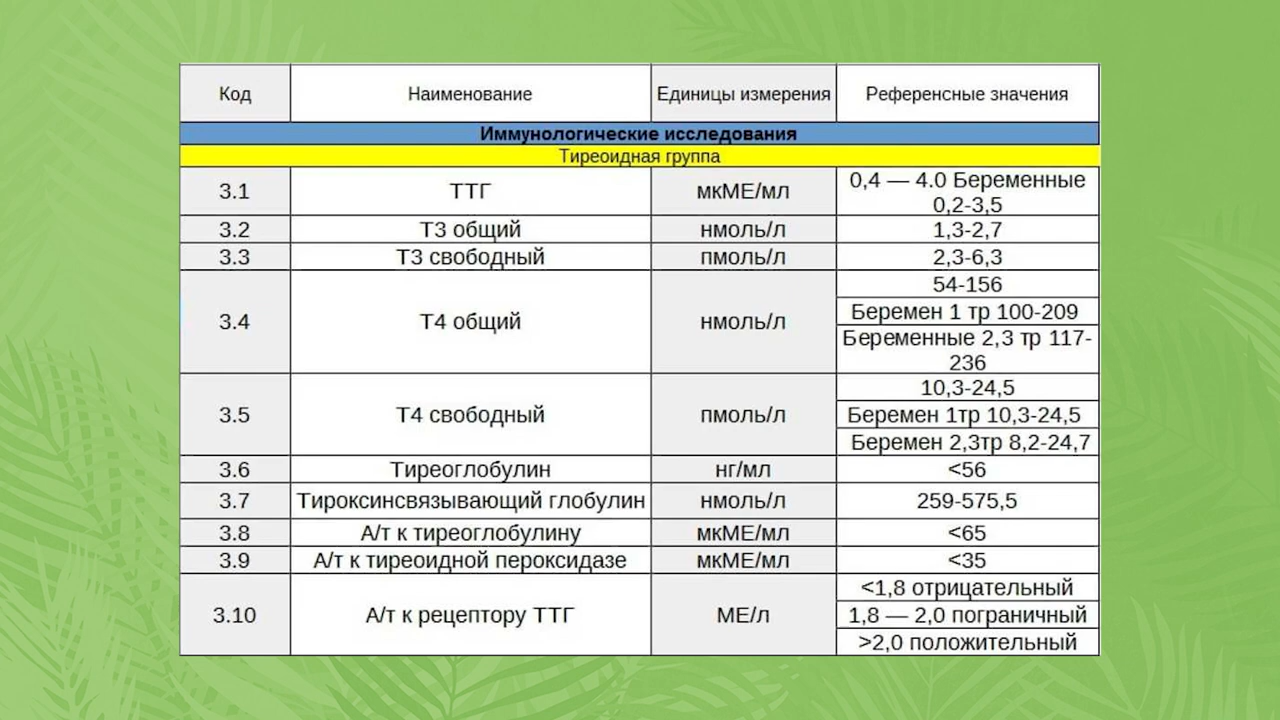 Код Наименование Единицы измерения Референсные значения
Иммунологические исследования
Тиреоидная группа
3.1 ТТГ мкМЕ/мл 0,4 — 4.0 Беременные
0,2-3,5
3.2 Т3 общий нмоль/л 1,3-2,7
3.3 Т3 свободный пмоль/л 2,3-6,3
3.4 Т4 общий нмоль/л 54-156
Беремен 1 тр 100-209
Беременные 2,3 тр 117-
236
3.5 Т4 свободный пмоль/л 10,3-24,5
Беремен 1тр 10,3-24,5
Беремен 2,3тр 8,2-24,7
3.6 Тиреоглобулин нг/мл <56
3.7 Тироксинсвязывающий глобулин нмоль/л 259-575,5
3.8 А/т к тиреоглобулину мкМЕ/мл <65
3.9 А/т к тиреоидной пероксидазе мкМЕ/мл <35
3.10 А/т к рецептору ТТГ МЕ/л <1,8 отрицательный
1,8 — 2,0 пограничный
>2,0 положительный